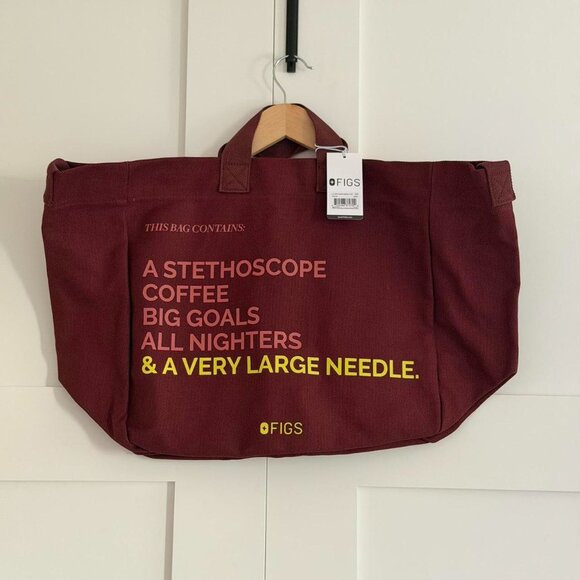 FIGS
THIS BAG CONTAINS:
A STETHOSCOPE
COFFEE
BIG GOALS
ALL NIGHTERS
& A VERY LARGE NEEDLE.
FIGS